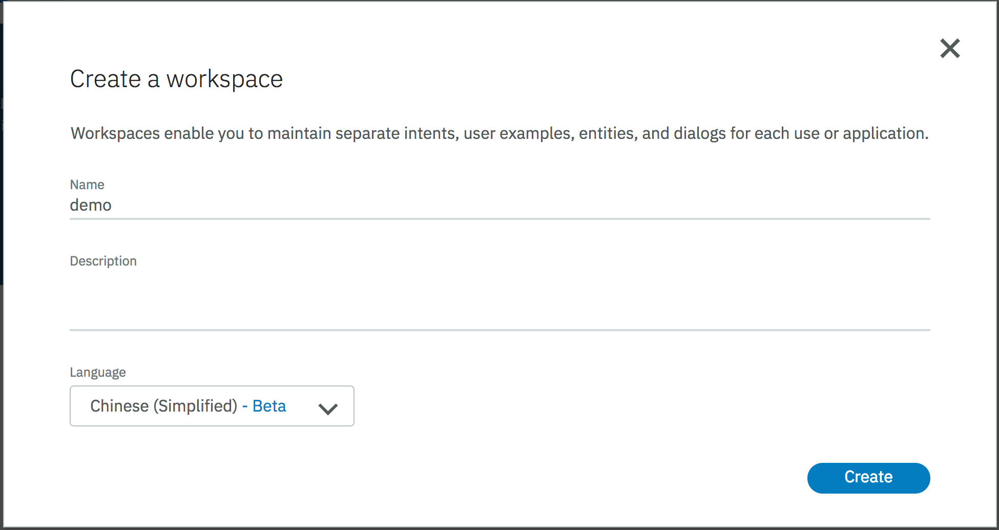 Create a workspace
Workspaces enable you to maintain separate intents, user examples, entities, and dialogs for each use or application.
Name
demo
Description
Language
Chinese (Simplified) - Beta
Create